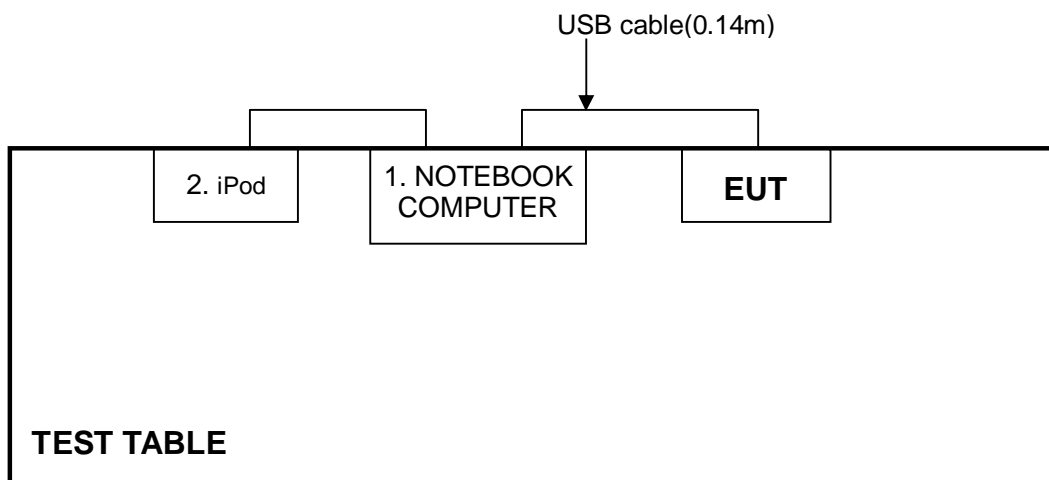 USB cable(0.14m)
2. iPod
1. NOTEBOOK
COMPUTER
EUT
TEST TABLE